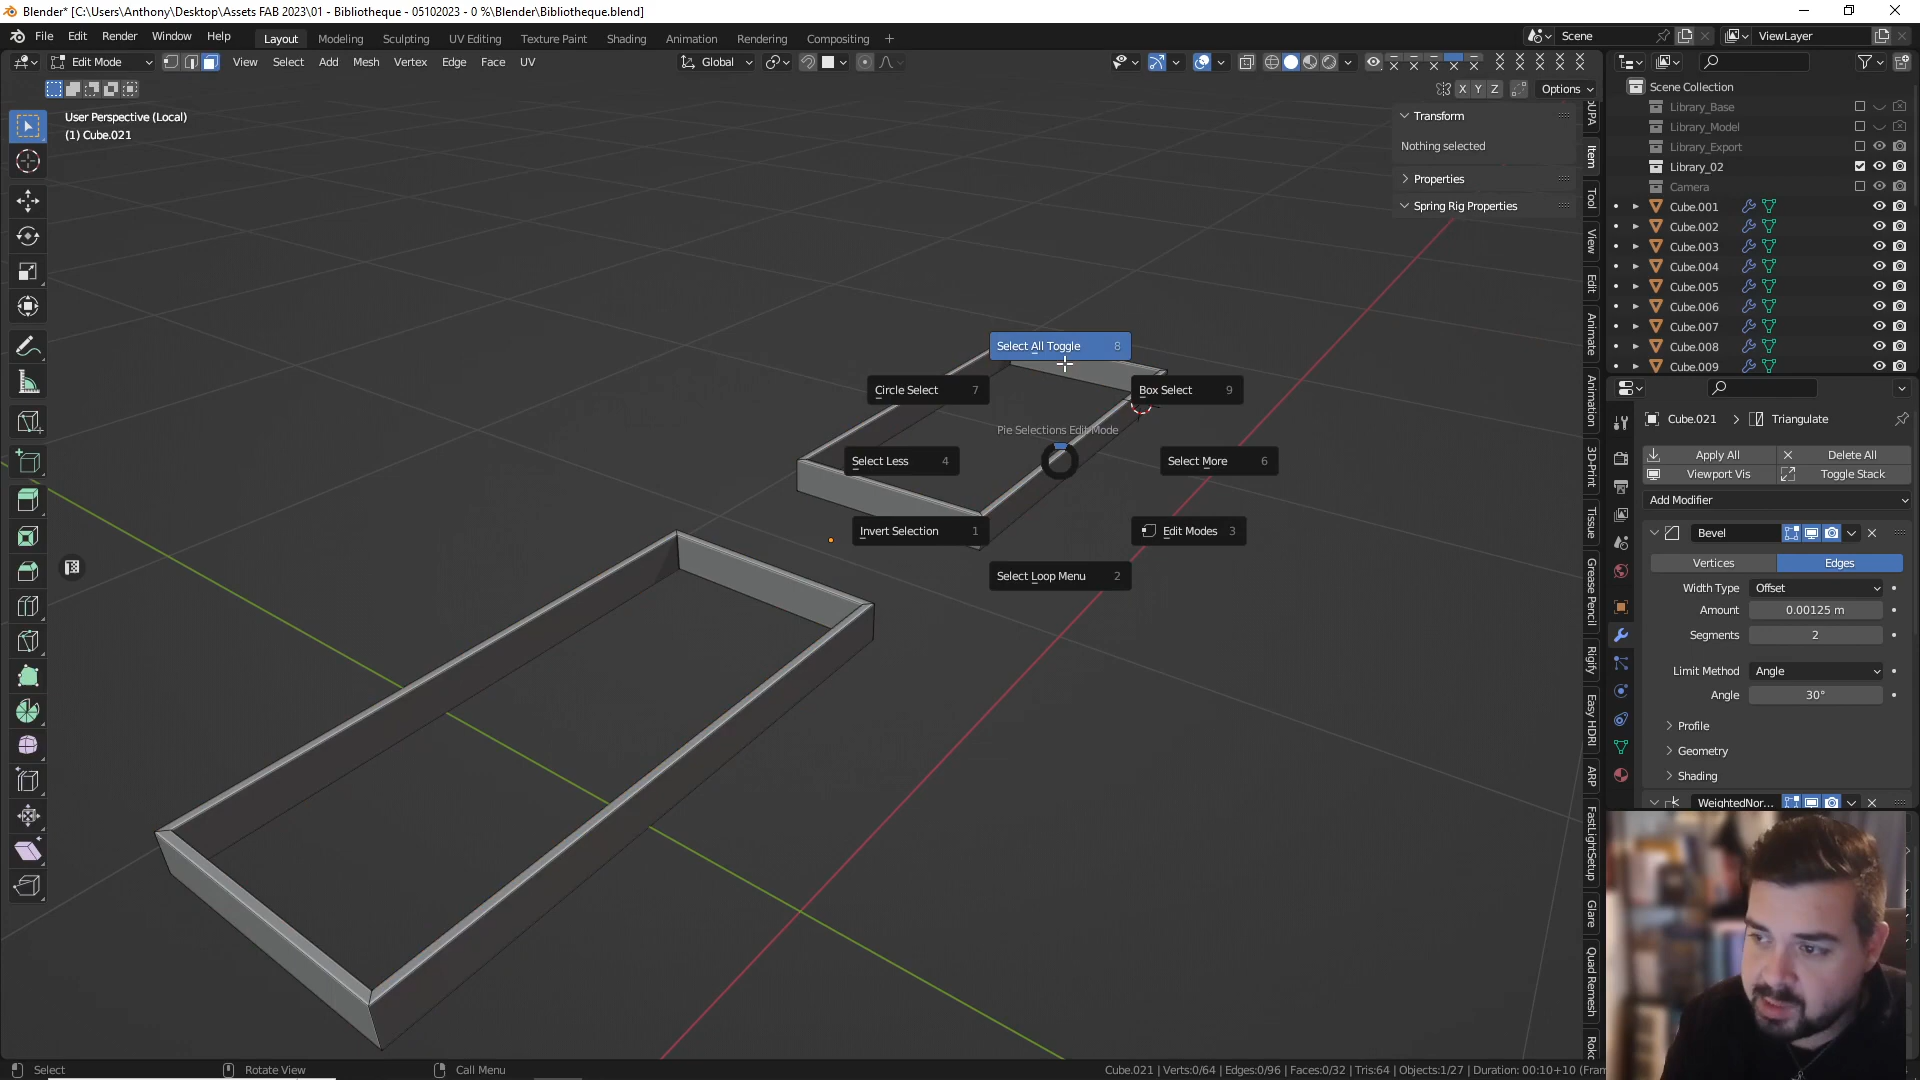 Blender* [C:\Users\Anthony\Desktop\Assets FAB 2023\01 - Bibliotheque - 05102023 - 0 %\Blender\Bibliotheque.blend]
File Edit Render Window Help
Layout Modeling Sculpting UV Editing Texture Paint Shading Animation Rendering Compositing +
Scene
ViewLayer
Edit Mode
View Select Add Mesh Vertex Edge Face UV
Global
X Y Z
Options
User Perspective (Local)
(1) Cube.021
Transform
Nothing selected
Properties
Spring Rig Properties
Item
Tool
View
Edit
Animate
Animation
3D-Print
Tissue
Grease Pencil
Rigify
Easy HDRI
ARP
FastLightSetup
Glare
Quad Remesh
Roko
Select All Toggle 8
Circle Select 7
Box Select 9
Pie Selections Edit Mode
Select Less 4
Select More 6
Invert Selection 1
Edit Modes 3
Select Loop Menu 2
Scene Collection
Library_Base
Library_Model
Library_Export
Library_02
Camera
Cube.001
Cube.002
Cube.003
Cube.004
Cube.005
Cube.006
Cube.007
Cube.008
Cube.009
Cube.021 > Triangulate
Apply All
Delete All
Viewport Vis
Toggle Stack
Add Modifier
Bevel
Vertices
Edges
Width Type Offset
Amount 0.00125 m
Segments 2
Limit Method Angle
Angle 30°
Profile
Geometry
Shading
WeightedNor...
Select
Rotate View
Call Menu
Cube.021 | Verts:0/64 | Edges:0/96 | Faces:0/32 | Tris:64 | Objects:1/27 | Duration: 00:10+10 (Fram